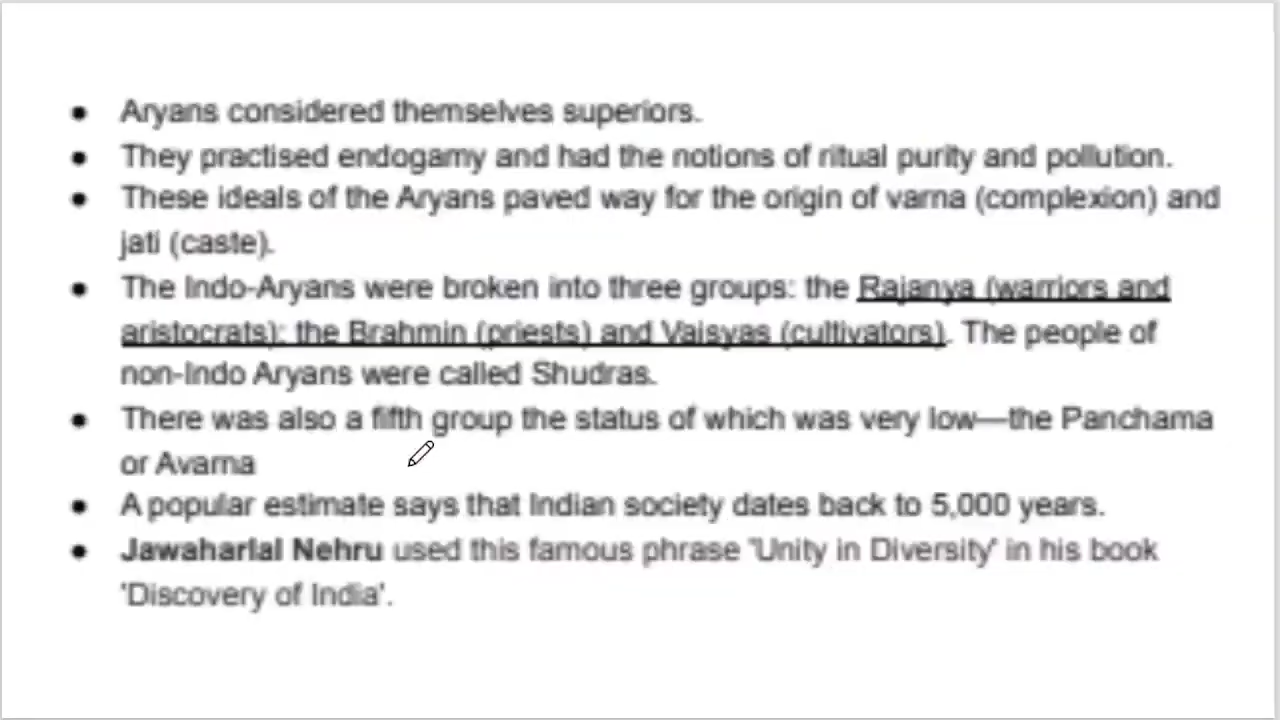 ● Aryans considered themselves superiors.
● They practised endogamy and had the notions of ritual purity and pollution.
● These ideals of the Aryans paved way for the origin of varna (complexion) and
jati (caste).
● The Indo-Aryans were broken into three groups: the Rajanya (warriors and
aristocrats); the Brahmin (priests) and Vaisyas (cultivators). The people of
non-Indo Aryans were called Shudras.
● There was also a fifth group the status of which was very low—the Panchama
or Avarna
● A popular estimate says that Indian society dates back to 5,000 years.
● Jawaharlal Nehru used this famous phrase 'Unity in Diversity' in his book
'Discovery of India'.